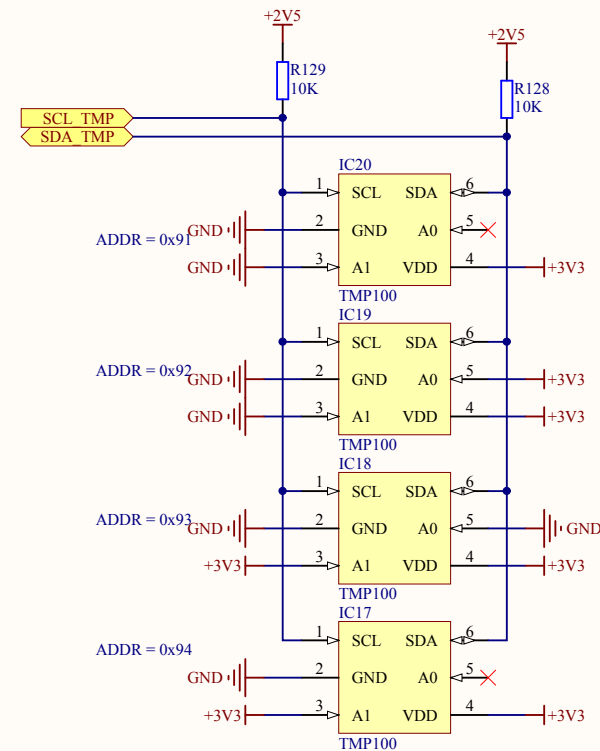 +2V5
+2V5
R129
10K
R128
10K
SCL_TMP
SDA_TMP
IC20
1 SCL SDA 6
GND 2 GND A0 5
ADDR = 0x91
GND 3 A1 VDD 4 +3V3
TMP100
IC19
1 SCL SDA 6
ADDR = 0x92
GND 2 GND A0 5 +3V3
GND 3 A1 VDD 4 +3V3
TMP100
IC18
1 SCL SDA 6
ADDR = 0x93
GND 2 GND A0 5 GND
+3V3 3 A1 VDD 4 +3V3
TMP100
IC17
1 SCL SDA 6
ADDR = 0x94
GND 2 GND A0 5
+3V3 3 A1 VDD 4 +3V3
TMP100